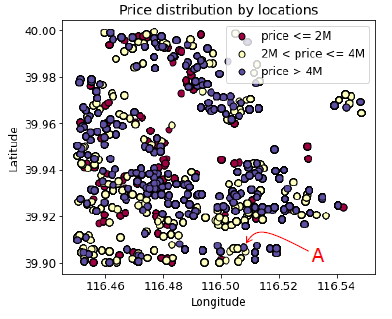 Price distribution by locations
40.00
39.98
39.96
39.94
39.92
39.90
Latitude
price <= 2M
2M < price <= 4M
price > 4M
A
116.46
116.48
116.50
116.52
116.54
Longitude